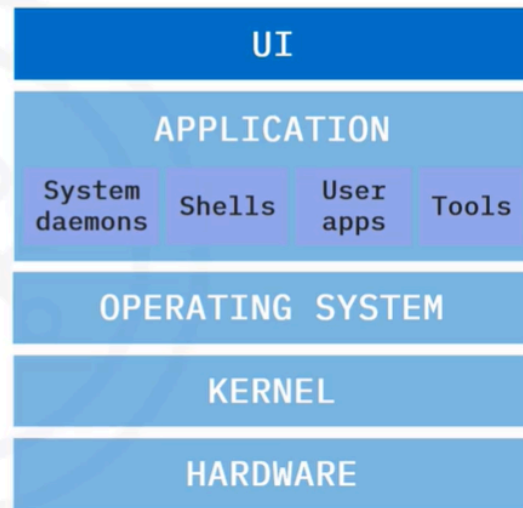 UI
APPLICATION
System daemons
Shells
User apps
Tools
OPERATING SYSTEM
KERNEL
HARDWARE